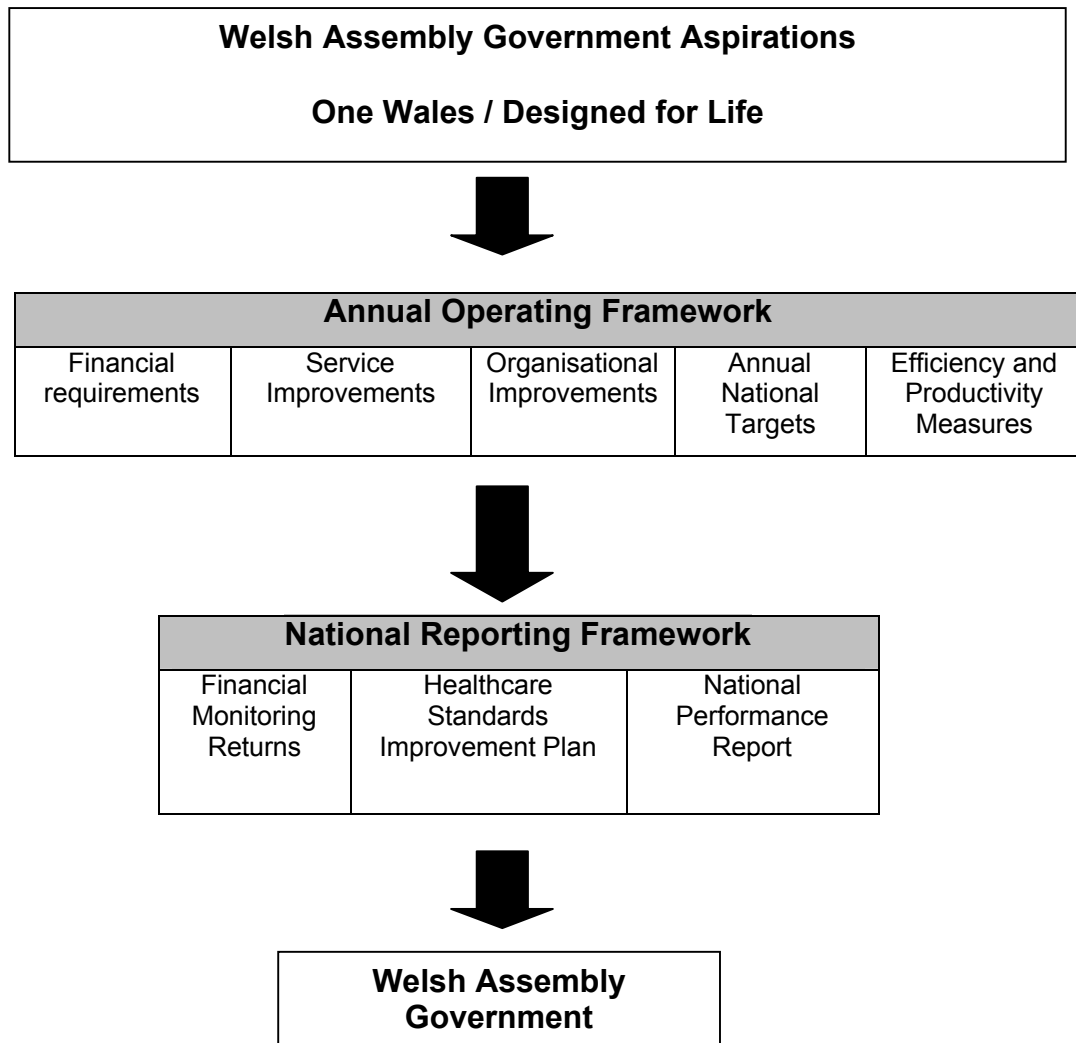 Welsh Assembly Government Aspirations
One Wales / Designed for Life
Annual Operating Framework
Financial
requirements
Service
Improvements
Organisational
Improvements
Annual
National
Targets
Efficiency and
Productivity
Measures
National Reporting Framework
Financial
Monitoring
Returns
Healthcare
Standards
Improvement Plan
National
Performance
Report
Welsh Assembly
Government